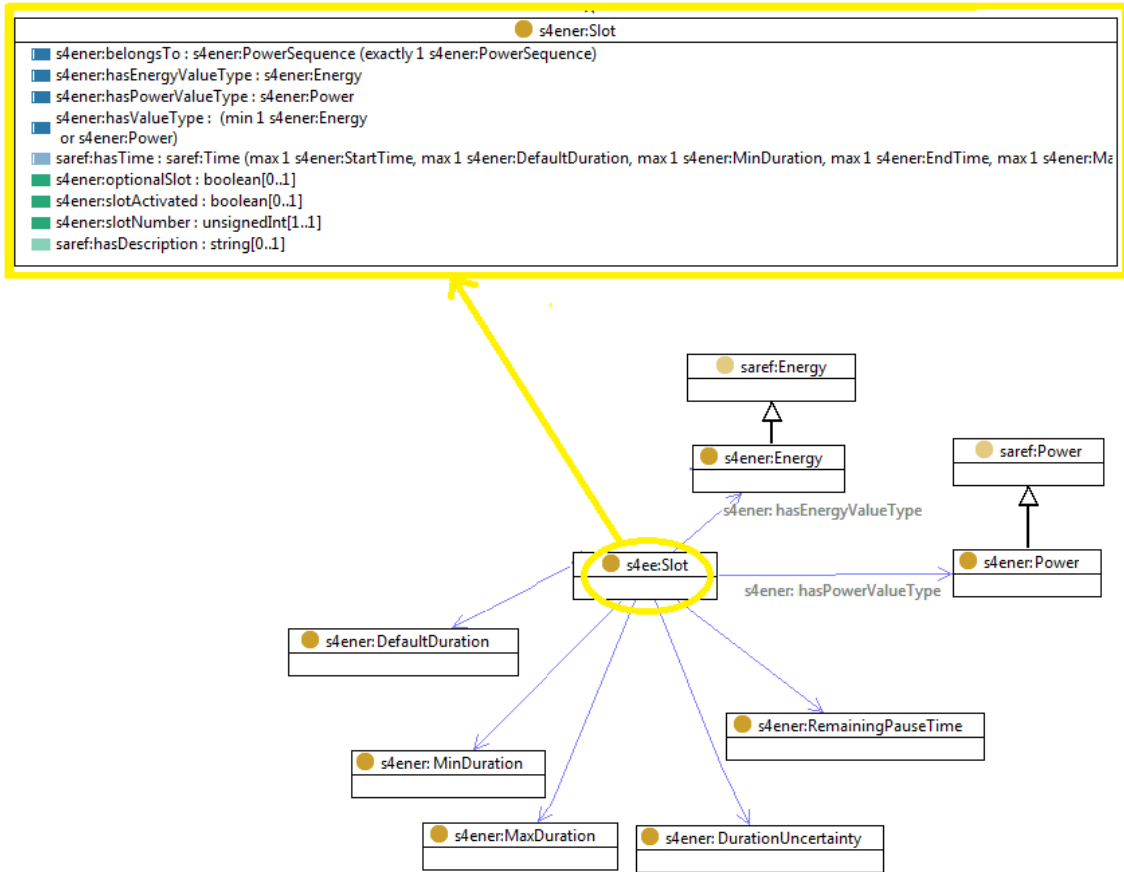 s4ener:Slot
s4ener:belongsTo : s4ener:PowerSequence (exactly 1 s4ener:PowerSequence)
s4ener:hasEnergyValueType : s4ener:Energy
s4ener:hasPowerValueType : s4ener:Power
s4ener:hasValueType : (min 1 s4ener:Energy
or s4ener:Power)
saref:hasTime : saref:Time (max 1 s4ener:StartTime, max 1 s4ener:DefaultDuration, max 1 s4ener:MinDuration, max 1 s4ener:EndTime, max 1 s4ener:Ma
s4ener:optionalSlot : boolean[0..1]
s4ener:slotActivated : boolean[0..1]
s4ener:slotNumber : unsignedInt[1..1]
saref:hasDescription : string[0..1]
saref:Energy
saref:Power
s4ener:Energy
s4ener: hasEnergyValueType
s4ee:Slot
s4ener:Power
s4ener: hasPowerValueType
s4ener:DefaultDuration
s4ener:RemainingPauseTime
s4ener: MinDuration
s4ener:MaxDuration
s4ener: DurationUncertainty